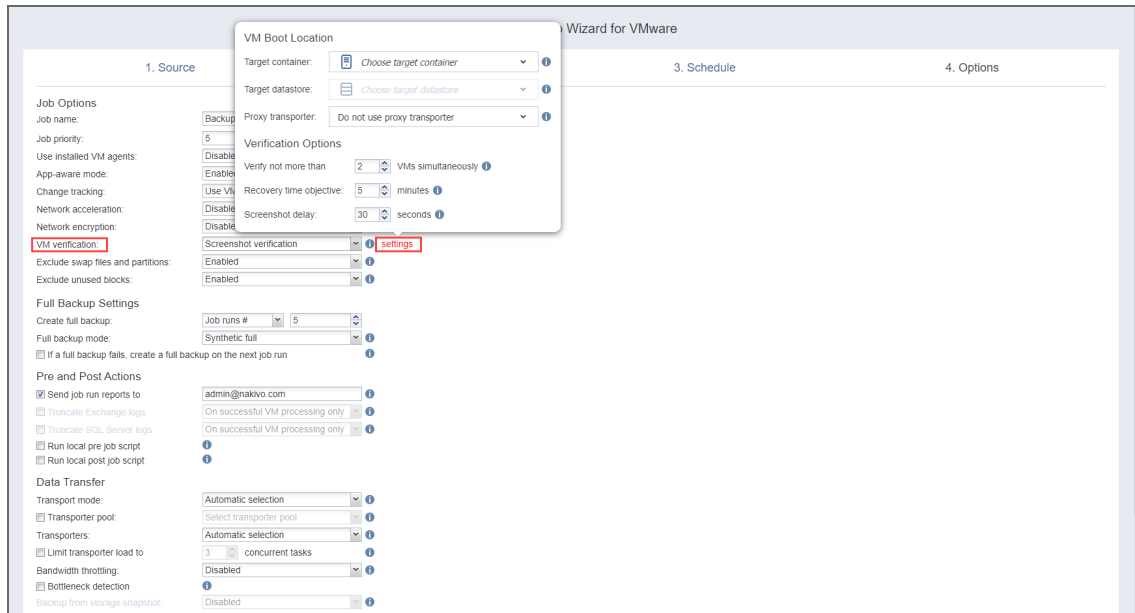 Wizard for VMware
1. Source
3. Schedule
4. Options
VM Boot Location
Target container: Choose target container
Target datastore: Choose target datastore
Proxy transporter: Do not use proxy transporter
Verification Options
Verify not more than 2 VMs simultaneously
Recovery time objective: 5 minutes
Screenshot delay: 30 seconds
Job Options
Job name: Backup
Job priority: 5
Use installed VM agents: Disable
App-aware mode: Enable
Change tracking: Use VM
Network acceleration: Disable
Network encryption: Disable
VM verification: Screenshot verification settings
Exclude swap files and partitions: Enabled
Exclude unused blocks: Enabled
Full Backup Settings
Create full backup: Job runs # 5
Full backup mode: Synthetic full
If a full backup fails, create a full backup on the next job run
Pre and Post Actions
Send job run reports to admin@nakivo.com
Truncate Exchange logs On successful VM processing only
Truncate SQL Server logs On successful VM processing only
Run local pre job script
Run local post job script
Data Transfer
Transport mode: Automatic selection
Transporter pool: Select transporter pool
Transporters: Automatic selection
Limit transporter load to 3 concurrent tasks
Bandwidth throttling: Disabled
Bottleneck detection
Backup from storage snapshot: Disabled